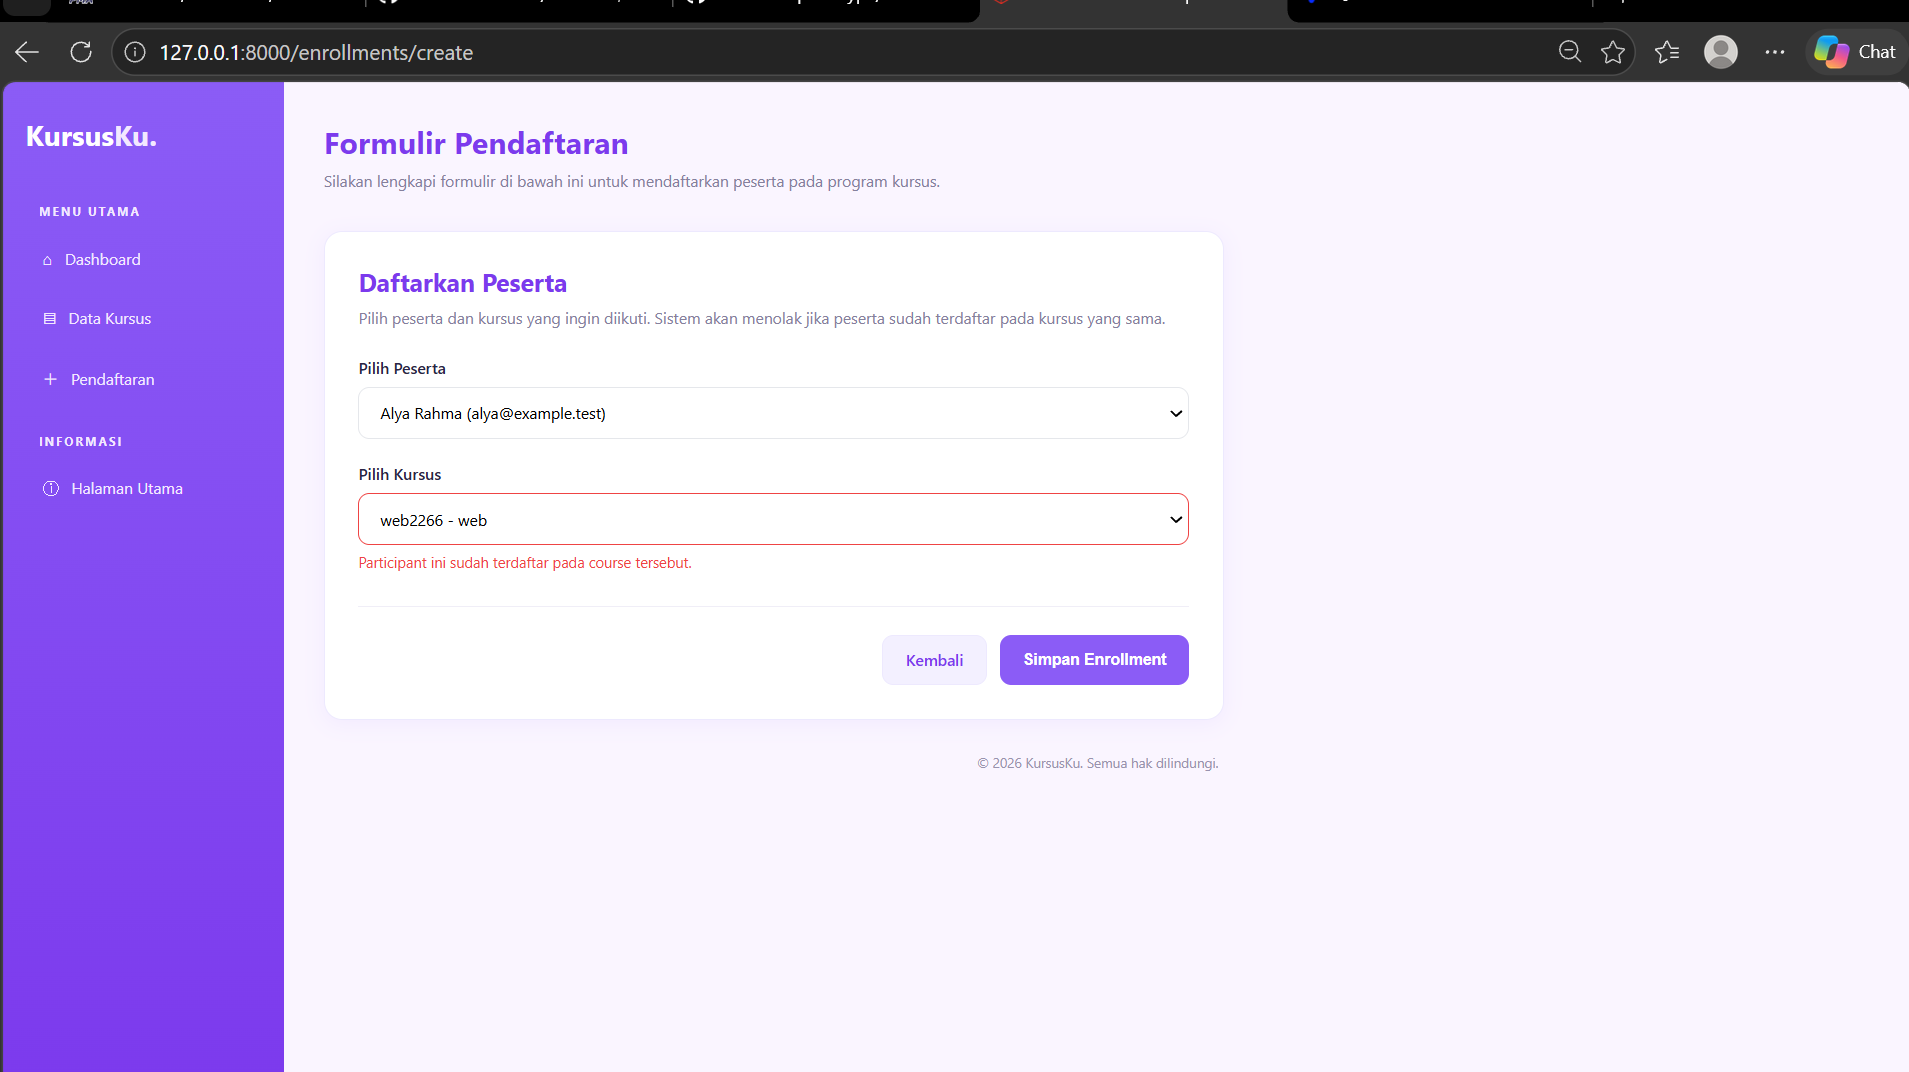 127.0.0.1:8000/enrollments/create
Chat
KursusKu.
MENU UTAMA
Dashboard
Data Kursus
Pendaftaran
INFORMASI
Halaman Utama
Formulir Pendaftaran
Silakan lengkapi formulir di bawah ini untuk mendaftarkan peserta pada program kursus.
Daftarkan Peserta
Pilih peserta dan kursus yang ingin diikuti. Sistem akan menolak jika peserta sudah terdaftar pada kursus yang sama.
Pilih Peserta
Alya Rahma (alya@example.test)
Pilih Kursus
web2266 - web
Participant ini sudah terdaftar pada course tersebut.
Kembali
Simpan Enrollment
© 2026 KursusKu. Semua hak dilindungi.